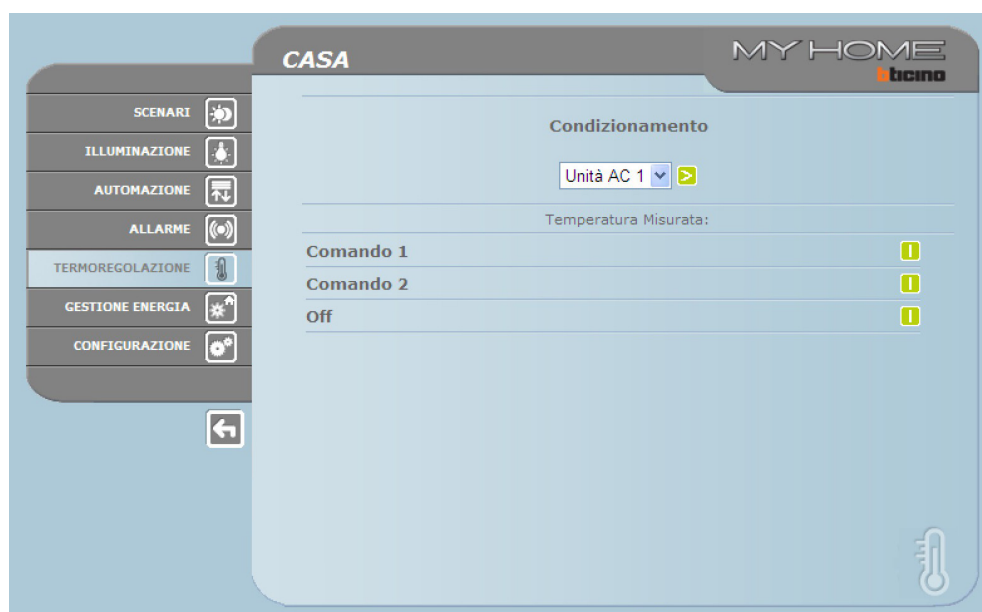 CASA
MY HOME
bticino
SCENARI
ILLUMINAZIONE
AUTOMAZIONE
ALLARME
TERMOREGOLAZIONE
GESTIONE ENERGIA
CONFIGURAZIONE
Condizionamento
Unità AC 1
Temperatura Misurata:
Comando 1
Comando 2
Off